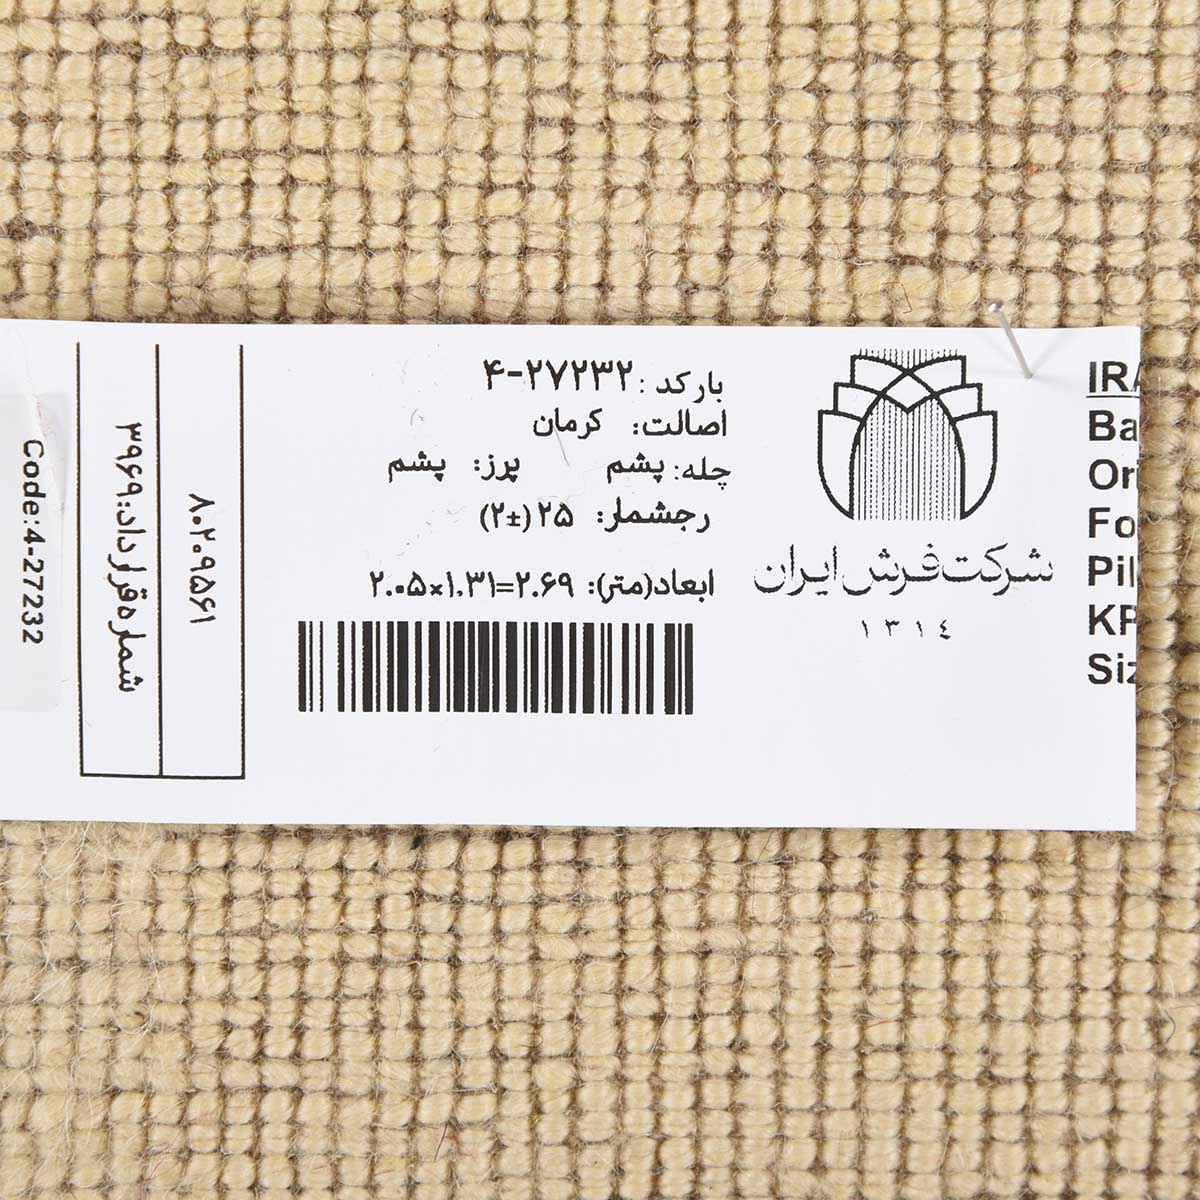 بارکد: ۴-۲۷۲۳۲
اصالت: کرمان
چله: پشم پرز: پشم
رجشمار: ۲۵ (±۲)
ابعاد(متر): ۲.۰۵×۱.۳۱=۲.۶۹
شرکت فرش ایران
١٣١٤
IRA
Ba
Ori
Fo
Pil
KP
Siz
۸۰۲۰۹۵۶۱
شماره قرارداد:۳۹۶۹
Code:4-27232